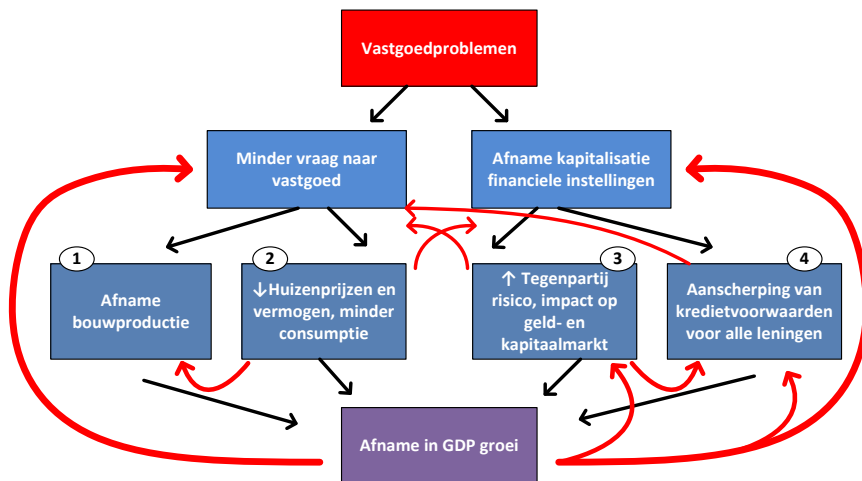 Vastgoedproblemen
Minder vraag naar
vastgoed
Afname kapitalisatie
financiele instellingen
1
Afname
bouwproductie
2
↓Huizenprijzen en
vermogen, minder
consumptie
3
↑ Tegenpartij
risico, impact op
geld- en
kapitaalmarkt
4
Aanscherping van
kredietvoorwaarden
voor alle leningen
Afname in GDP groei